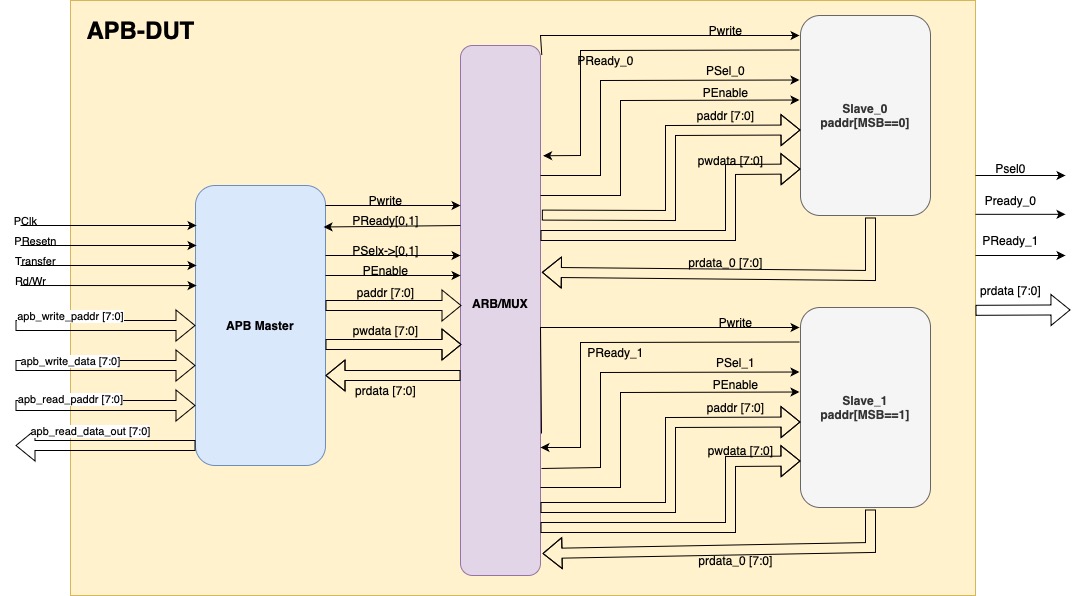 APB-DUT
PClk
PResetn
Transfer
Rd/Wr
apb_write_paddr [7:0]
apb_write_data [7:0]
apb_read_paddr [7:0]
apb_read_data_out [7:0]
APB Master
Pwrite
PReady[0,1]
PSelx->[0,1]
PEnable
paddr [7:0]
pwdata [7:0]
prdata [7:0]
ARB/MUX
Pwrite
PReady_0
PSel_0
PEnable
paddr [7:0]
pwdata [7:0]
prdata_0 [7:0]
Slave_0
paddr[MSB==0]
Pwrite
PReady_1
PSel_1
PEnable
paddr [7:0]
pwdata [7:0]
prdata_0 [7:0]
Slave_1
paddr[MSB==1]
Psel0
Pready_0
PReady_1
prdata [7:0]